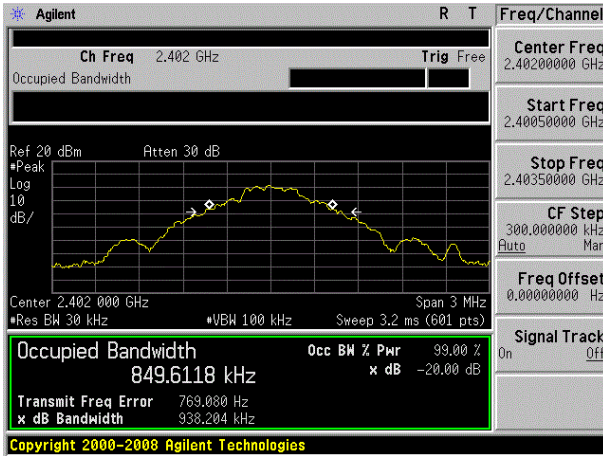 Agilent R T Freq/Channel
Ch Freq 2.402 GHz Trig Free
Occupied Bandwidth
Center Freq
2.40200000 GHz
Start Freq
2.40050000 GHz
Stop Freq
2.40350000 GHz
CF Step
300.000000 kHz
Auto Man
Freq Offset
0.00000000 Hz
Signal Track
On Off
Ref 20 dBm Atten 30 dB
#Peak
Log
10
dB/
Center 2.402 000 GHz Span 3 MHz
#Res BW 30 kHz #VBW 100 kHz Sweep 3.2 ms (601 pts)
Occupied Bandwidth Occ BW % Pwr 99.00 %
849.6118 kHz x dB -20.00 dB
Transmit Freq Error 769.080 Hz
x dB Bandwidth 938.204 kHz
Copyright 2000-2008 Agilent Technologies